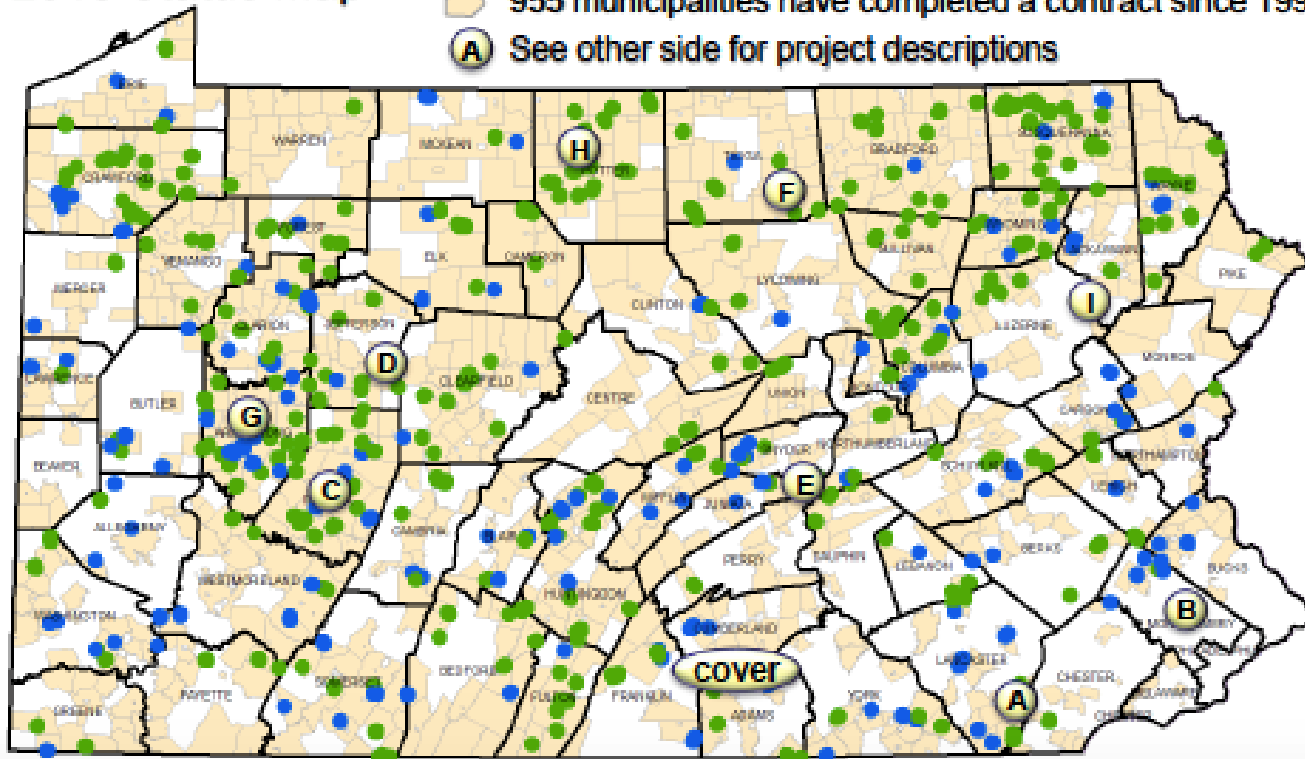 955 municipalities have completed a contract since 199
A See other side for project descriptions
ERIE
WARREN
MCKEAN
H
POTTER
TIOGA
F
BRADFORD
SUSQUEHANNA
WAYNE
CRAWFORD
FOREST
WYOMING
LACKAWANNA
SULLIVAN
VENANGO
ELK
CAMERON
PIKE
MERCER
LYCOMING
CLINTON
I
CLARION
JEFFERSON
LUZERNE
MONROE
D
LAWRENCE
CLEARFIELD
COLUMBIA
BUTLER
CENTRE
UNION
CARBON
G
NORTHUMBERLAND
SNYDER
NORTHAMPTON
BEAVER
SCHUYLKILL
C
E
LEHIGH
MIFFLIN
JUNIATA
ALLEGHENY
CAMBRIA
BLAIR
PERRY
DAUPHIN
LEBANON
BERKS
BUCKS
WESTMORELAND
HUNTINGDON
WASHINGTON
B
CUMBERLAND
cover
LANCASTER
BEDFORD
CHESTER
SOMERSET
FAYETTE
FULTON
FRANKLIN
YORK
A
DELAWARE
GREENE
ADAMS